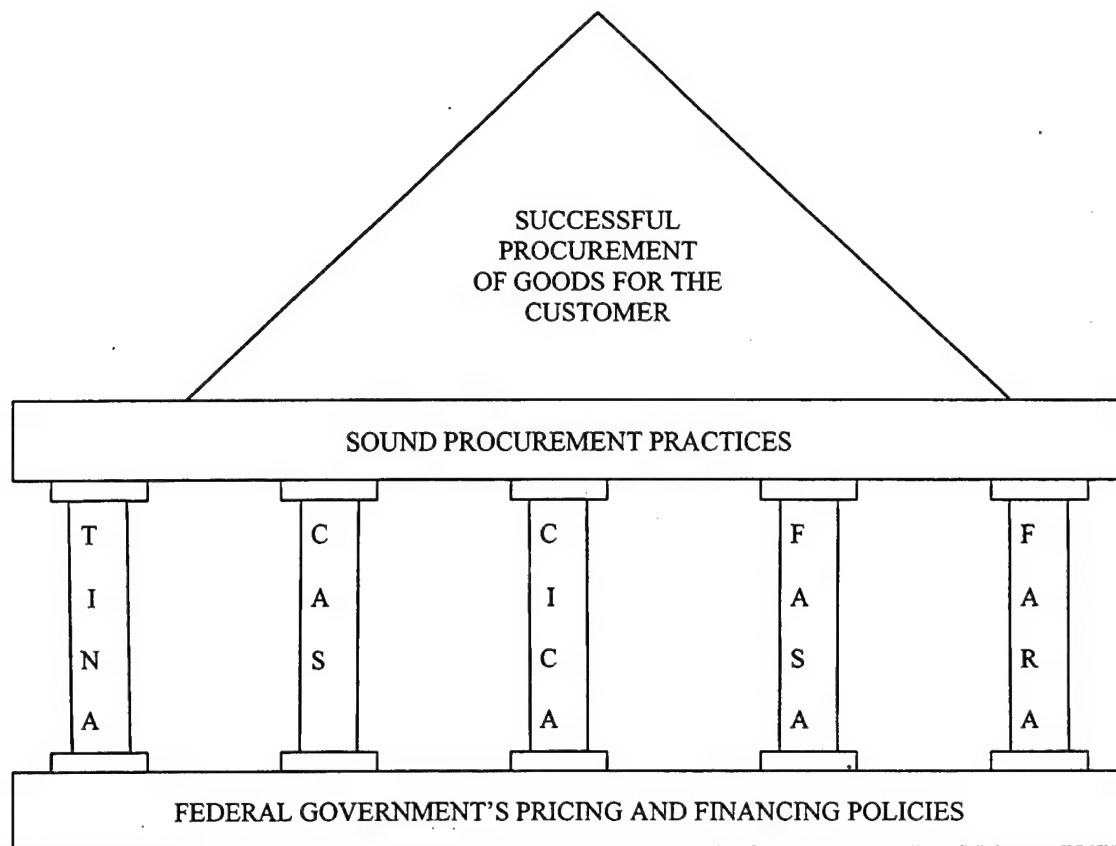 SUCCESSFUL
PROCUREMENT
OF GOODS FOR THE
CUSTOMER
SOUND PROCUREMENT PRACTICES
TINA
CAS
CICA
FASA
FARA
FEDERAL GOVERNMENT'S PRICING AND FINANCING POLICIES